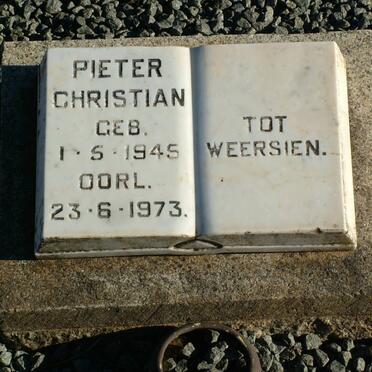 PIETER
CHRISTIAN
GEB.
1-5-1945
OORL.
23-6-1973.
TOT
WEERSIEN.